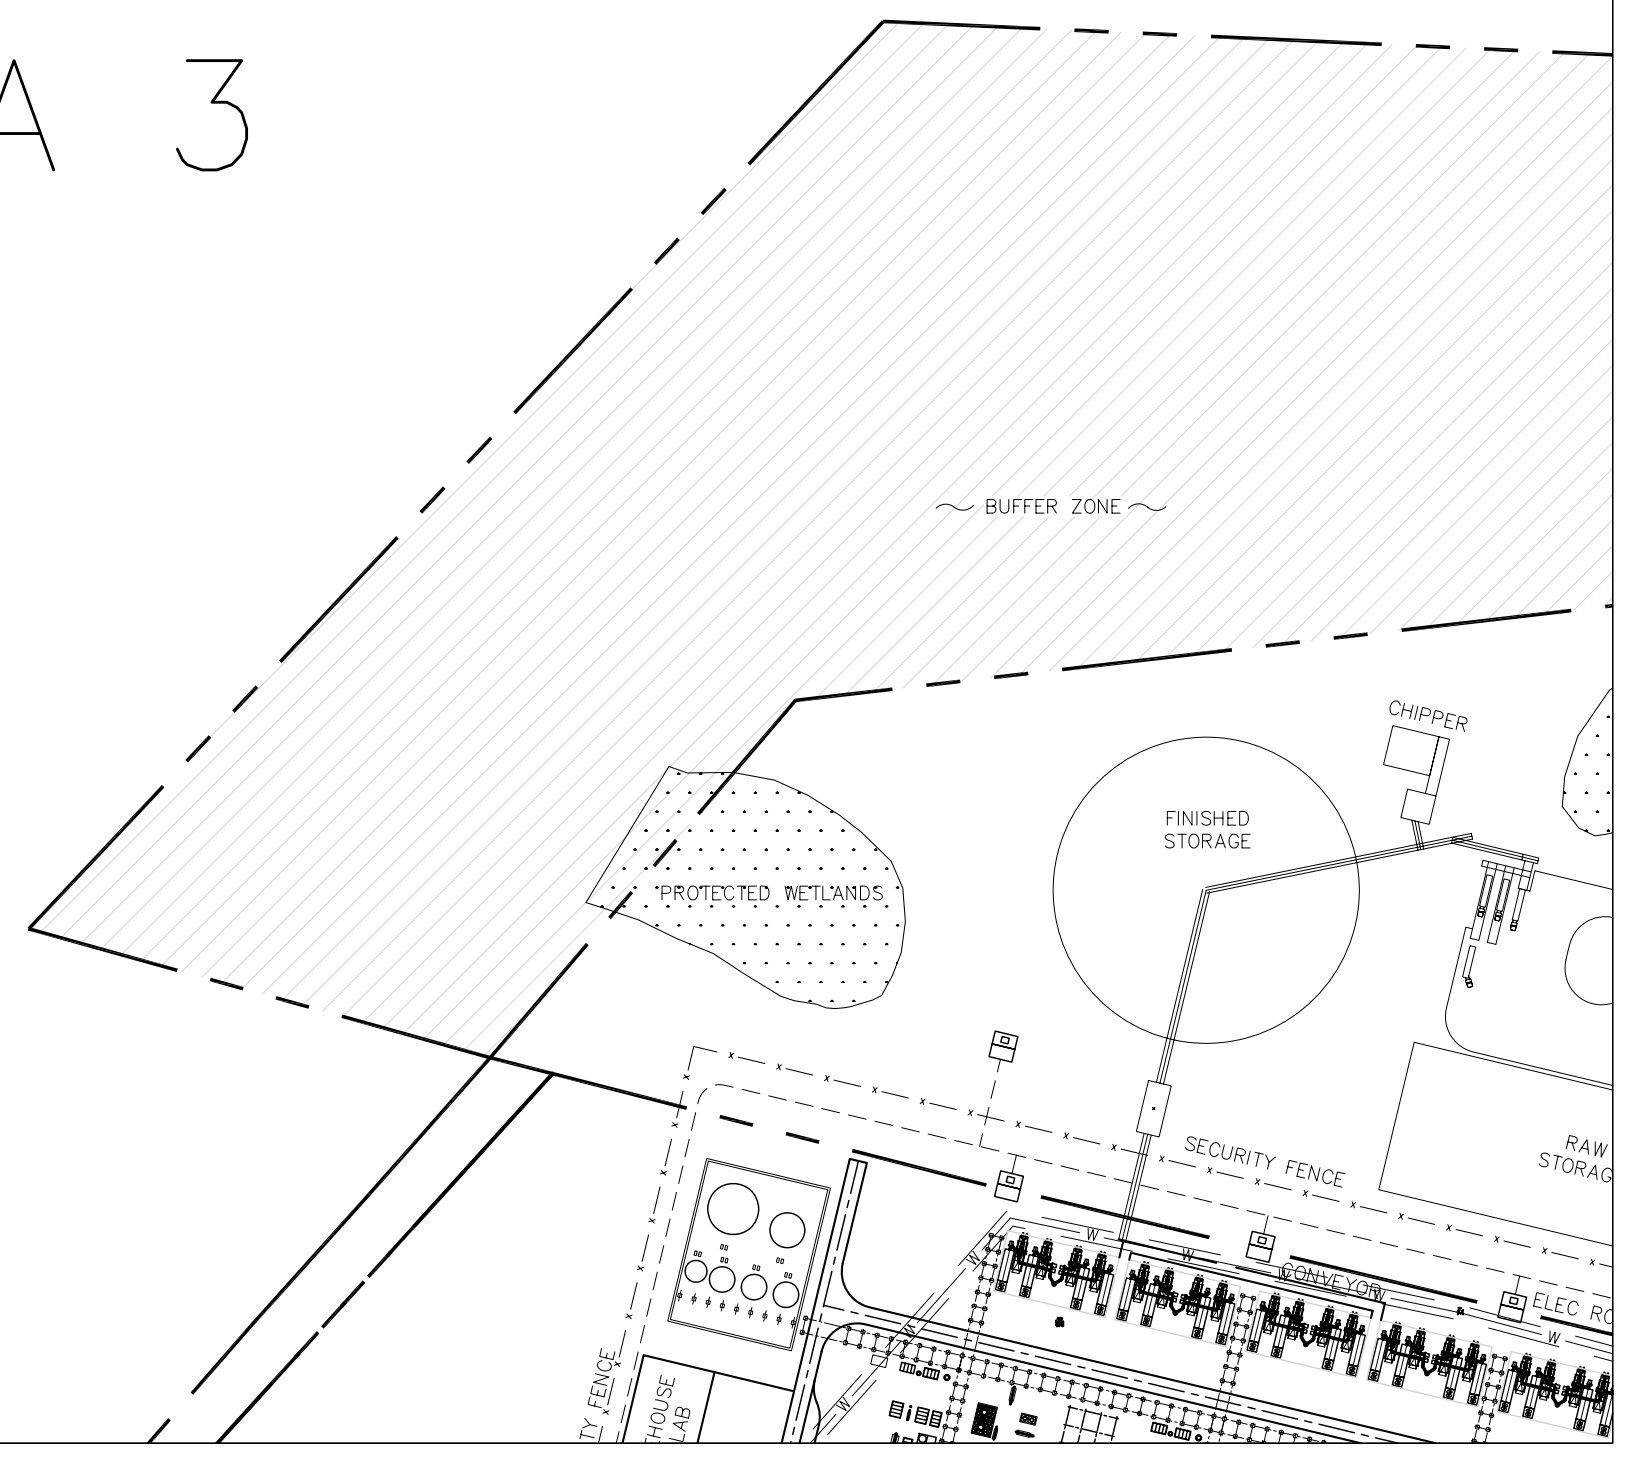 A 3
BUFFER ZONE
CHIPPER
FINISHED
STORAGE
PROTECTED WETLANDS
SECURITY FENCE
RAW
STORAG
W
W
W
W
CONVEYOR
W
ELEC RO
W
W
W
TY FENCE
HOUSE
LAB